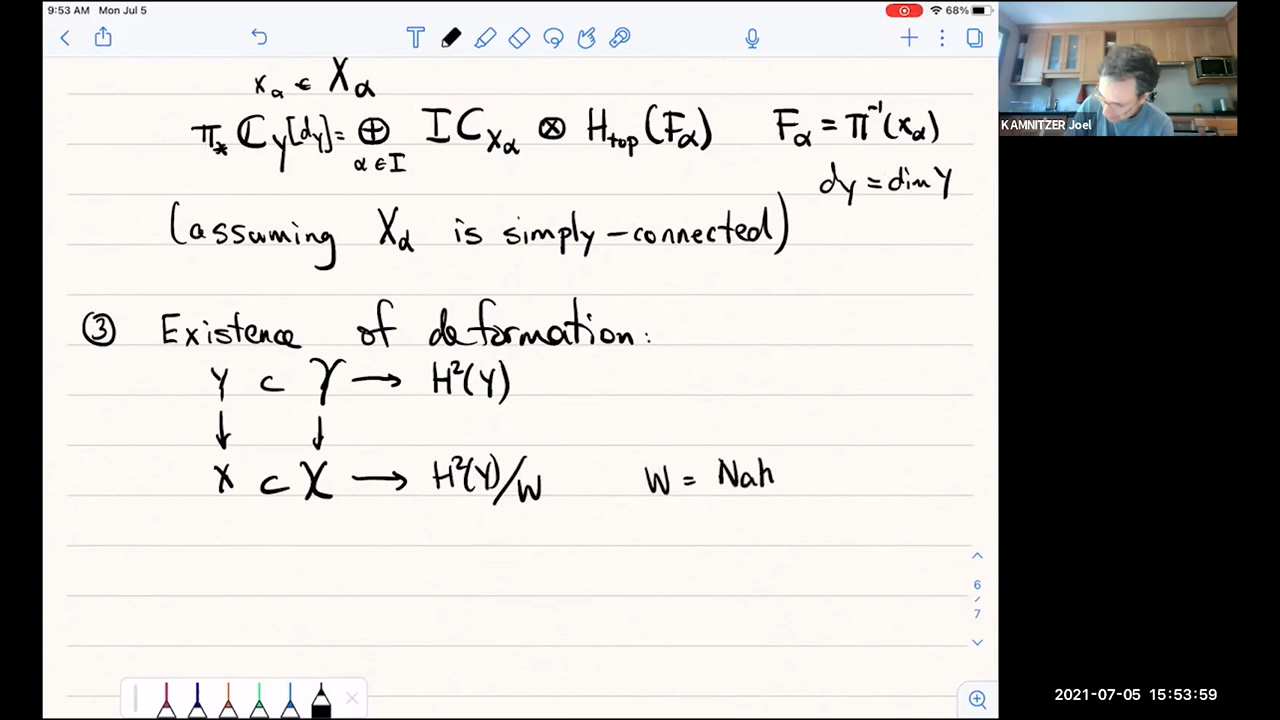 9:53 AM Mon Jul 5
68%
x_α ∈ X_α
π_* ℂ_Y[d_Y] = ⊕_{α∈I} IC_{X_α} ⊗ H_top(F_α) F_α = π^{-1}(x_α)
d_Y = dim Y
(assuming X_α is simply-connected)
③ Existence of deformation:
Y ⊂ 𝒴 → H²(Y)
↓ ↓
X ⊂ 𝒳 → H²(Y)/W W = Nah
6
7
KAMNITZER Joel
2021-07-05 15:53:59